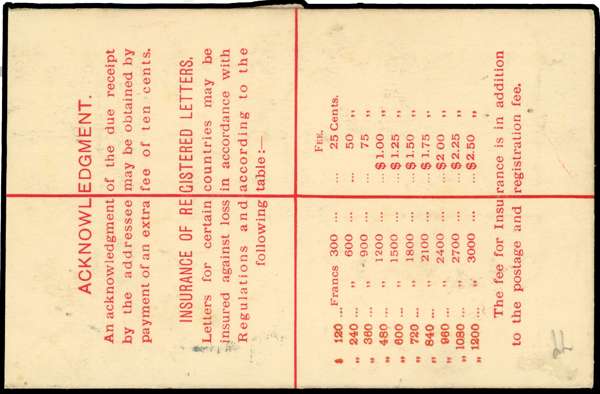 ACKNOWLEDGMENT.
An acknowledgment of the due receipt
by the addressee may be obtained by
payment of an extra fee of ten cents.
INSURANCE OF REGISTERED LETTERS.
Letters for certain countries may be
insured against loss in accordance with
Regulations and according to the
following table:—
FEE.
$ 120 ... Francs 300 ... ... 25 Cents.
„ 240 ... „ 600 ... ... 50 „
„ 360 ... „ 900 ... ... 75 „
„ 480 ... „ 1200 ... ... $1.00 „
„ 600 ... „ 1500 ... ... $1.25 „
„ 720 ... „ 1800 ... ... $1.50 „
„ 840 ... „ 2100 ... ... $1.75 „
„ 960 ... „ 2400 ... ... $2 00 „
„ 1080 ... „ 2700 ... ... $2.25 „
„ 1200 ... „ 3000 ... ... $2.50 „
The fee for Insurance is in addition
to the postage and registration fee.